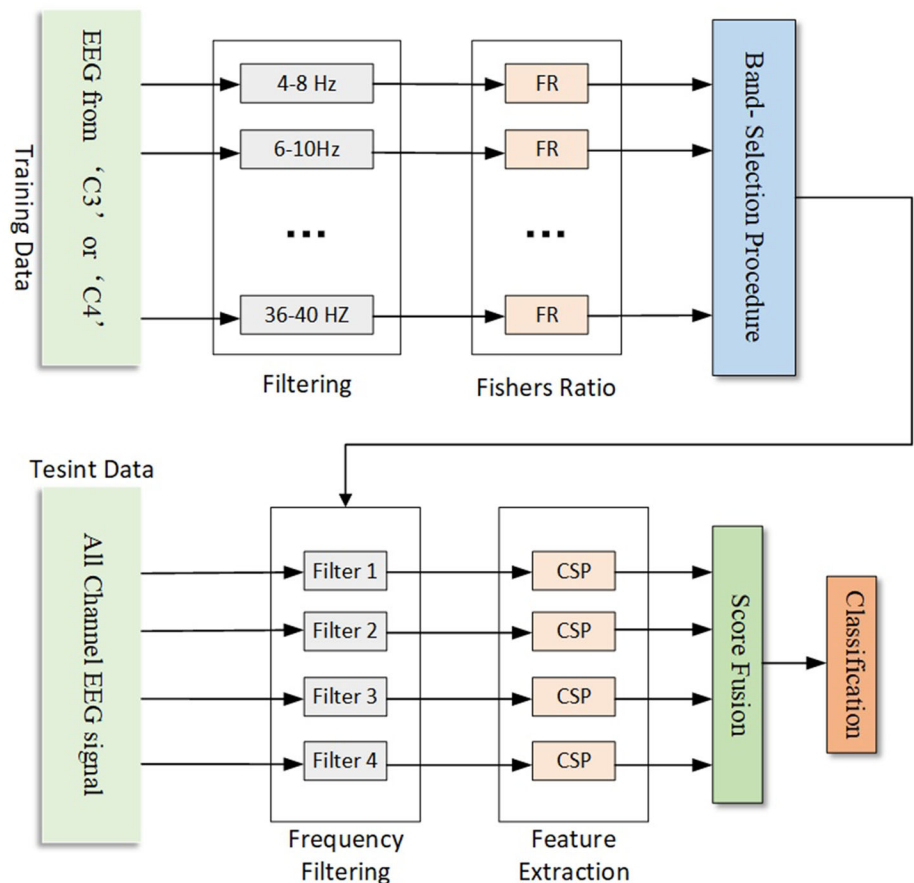 Training Data
EEG from ‘C3’ or ‘C4’
4-8 Hz
FR
6-10Hz
FR
...
...
36-40 HZ
FR
Filtering
Fishers Ratio
Band- Selection Procedure
Tesint Data
All Channel EEG signal
Filter 1
CSP
Filter 2
CSP
Filter 3
CSP
Filter 4
CSP
Frequency
Filtering
Feature
Extraction
Score Fusion
Classification